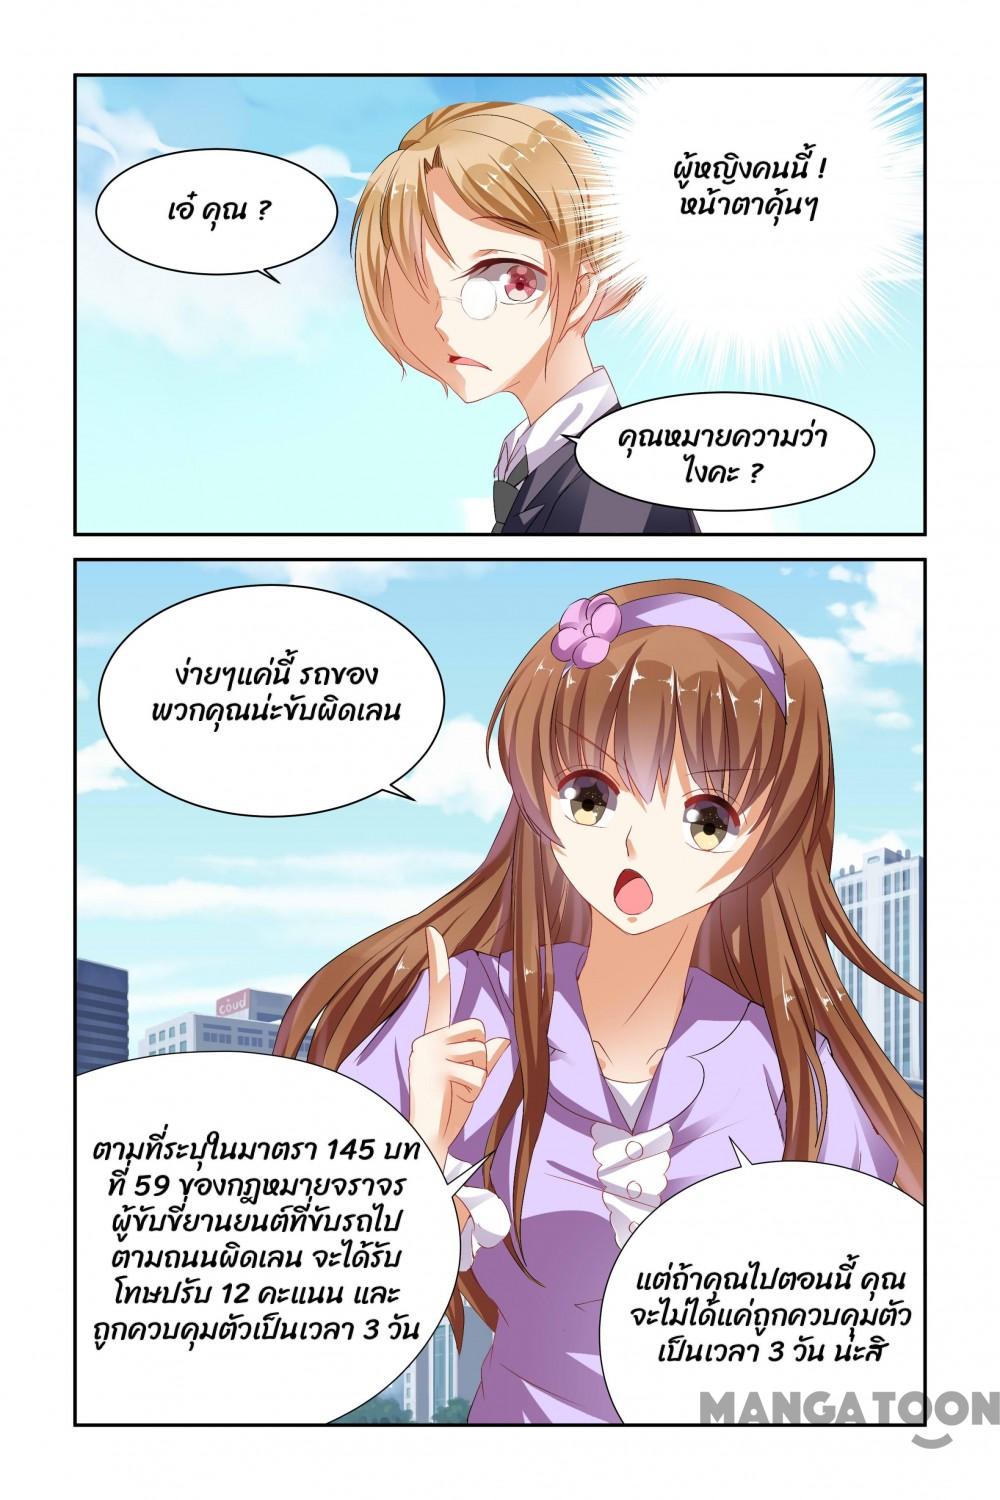 เอ๋ คุณ ?
ผู้หญิงคนนี้ !
หน้าตาคุ้นๆ
คุณหมายความว่า
ไงคะ ?
ง่ายๆแค่นี้ รถของ
พวกคุณน่ะขับผิดเลน
coud
ตามที่ระบุในมาตรา 145 บท
ที่ 59 ของกฎหมายจราจร
ผู้ขับขี่ยานยนต์ที่ขับรถไป
ตามถนนผิดเลน จะได้รับ
โทษปรับ 12 คะแนน และ
ถูกควบคุมตัวเป็นเวลา 3 วัน
แต่ถ้าคุณไปตอนนี้ คุณ
จะไม่ได้แค่ถูกควบคุมตัว
เป็นเวลา 3 วัน นะสิ
MANGATOON